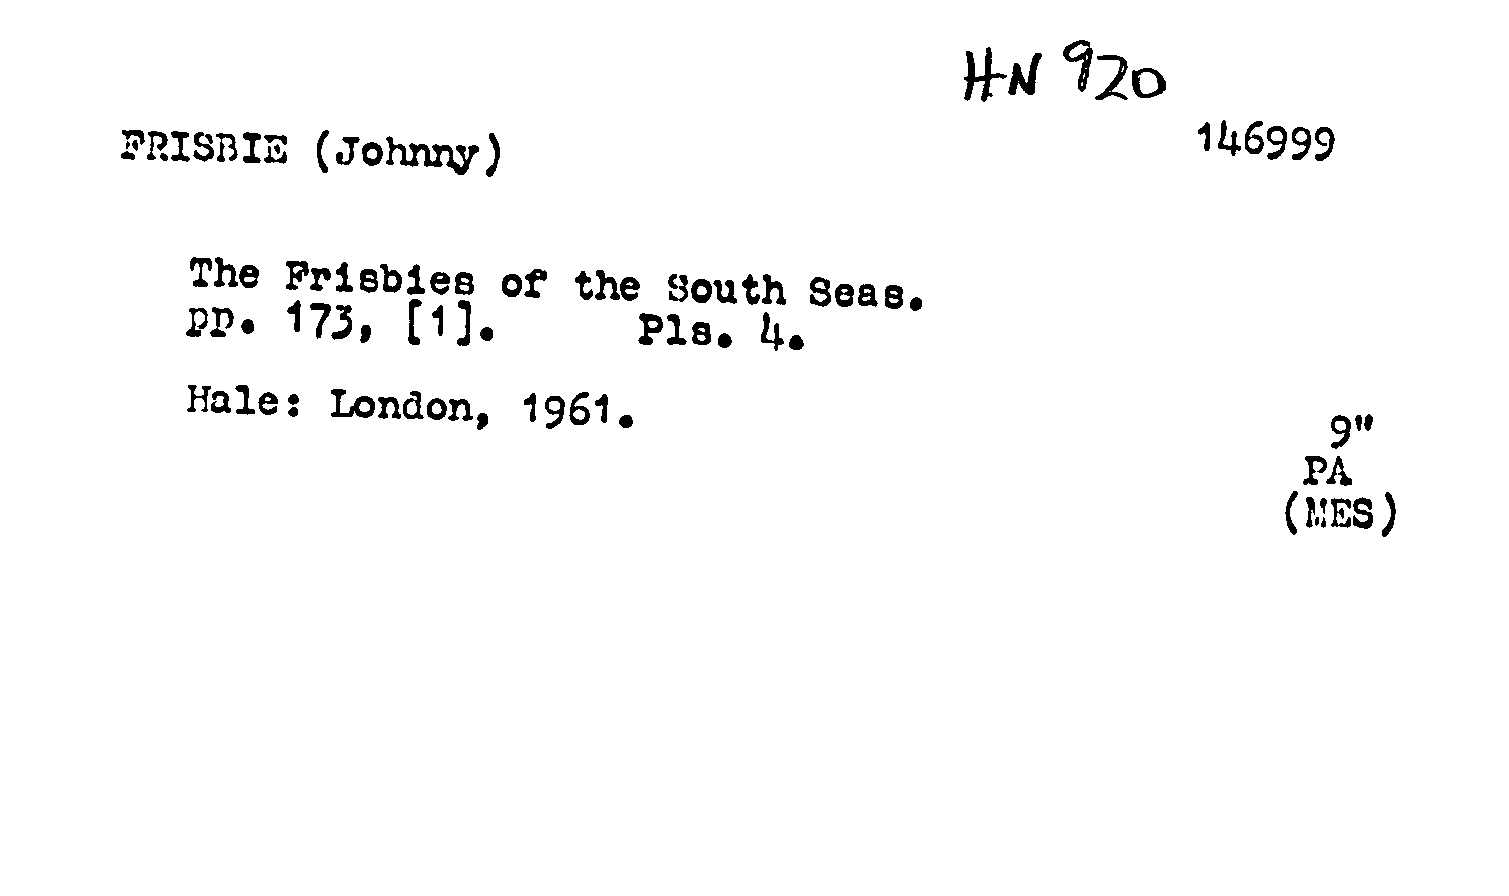 HN 920
146999
FRISBIE (Johnny)
The Frisbies of the South Seas.
pp. 173, [1]. Pls. 4.
Hale: London, 1961.
9"
PA
(MES)